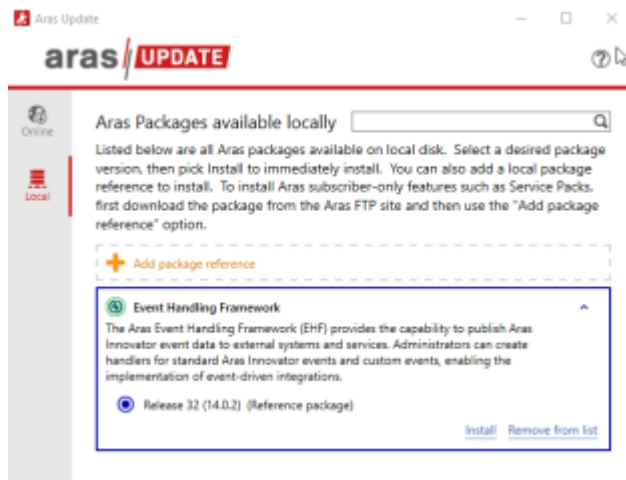 Aras Update
aras UPDATE
Online
Local
Aras Packages available locally
Listed below are all Aras packages available on local disk. Select a desired package
version, then pick Install to immediately install. You can also add a local package
reference to install. To install Aras subscriber-only features such as Service Packs,
first download the package from the Aras FTP site and then use the "Add package
reference" option.
Add package reference
Event Handling Framework
The Aras Event Handling Framework (EHF) provides the capability to publish Aras
Innovator event data to external systems and services. Administrators can create
handlers for standard Aras Innovator events and custom events, enabling the
implementation of event-driven integrations.
Release 32 (14.0.2) (Reference package)
Install Remove from list